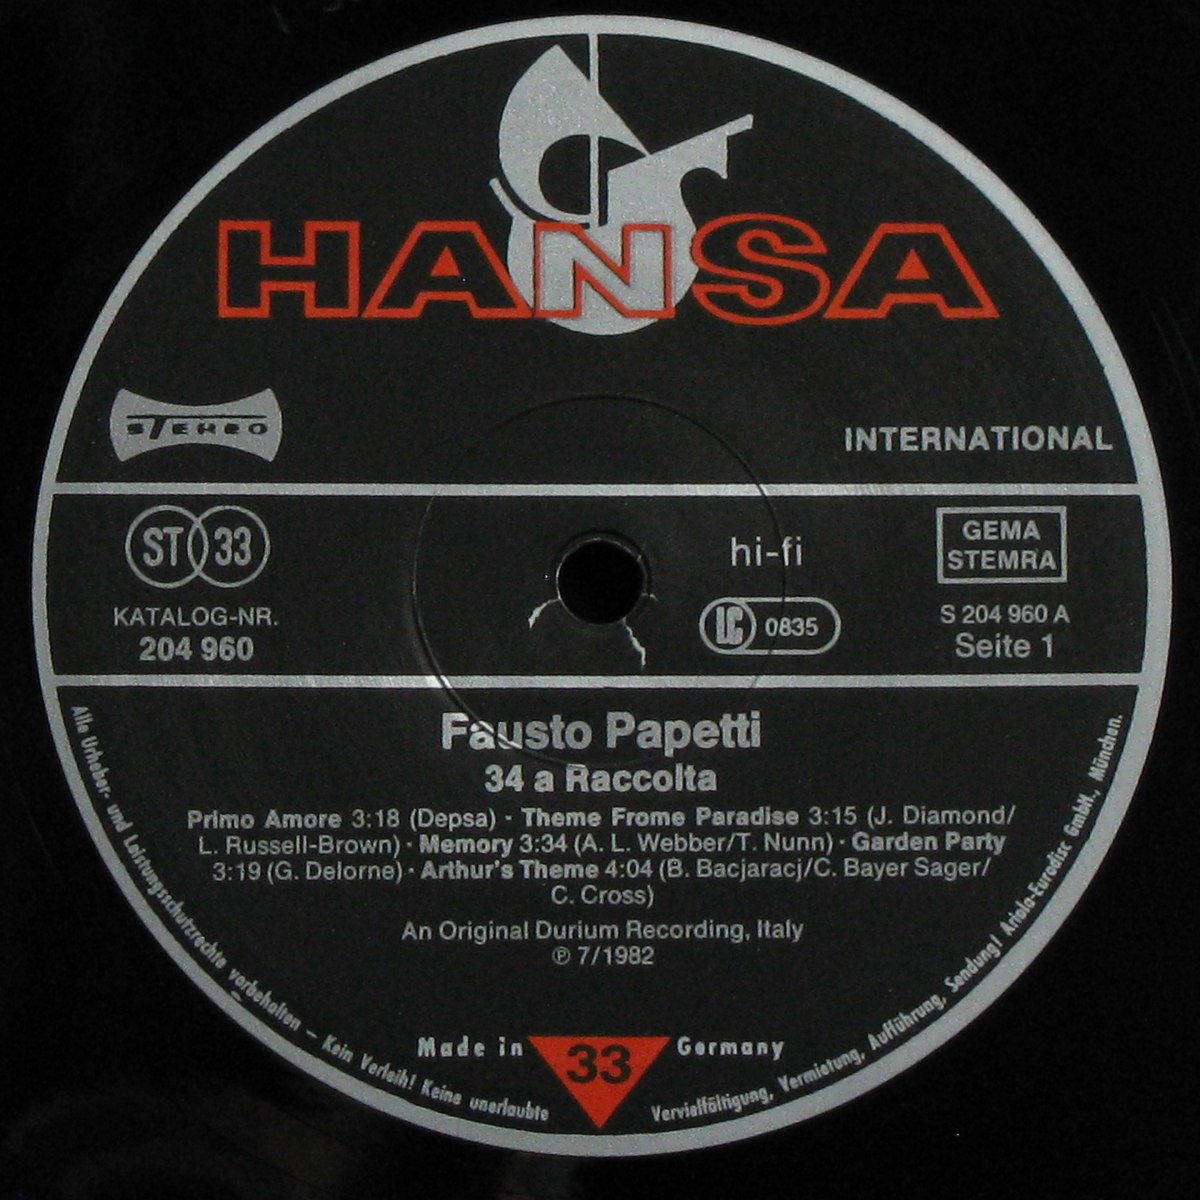 HANSA
STEREO
INTERNATIONAL
ST 33
hi-fi
GEMA
STEMRA
KATALOG-NR.
204 960
LC 0835
S 204 960 A
Seite 1
Fausto Papetti
34 a Raccolta
Primo Amore 3:18 (Depsa) · Theme Frome Paradise 3:15 (J. Diamond/
L. Russell-Brown) · Memory 3:34 (A. L. Webber/T. Nunn) · Garden Party
3:19 (G. Delorne) · Arthur's Theme 4:04 (B. Bacjaracj/C. Bayer Sager/
C. Cross)
An Original Durium Recording, Italy
℗ 7/1982
Made in 33 Germany
Alle Urheber- und Leistungsschutzrechte vorbehalten – Kein Verleih! Keine unerlaubte Vervielfältigung, Vermietung, Aufführung, Sendung! Ariola-Eurodisc GmbH., München.